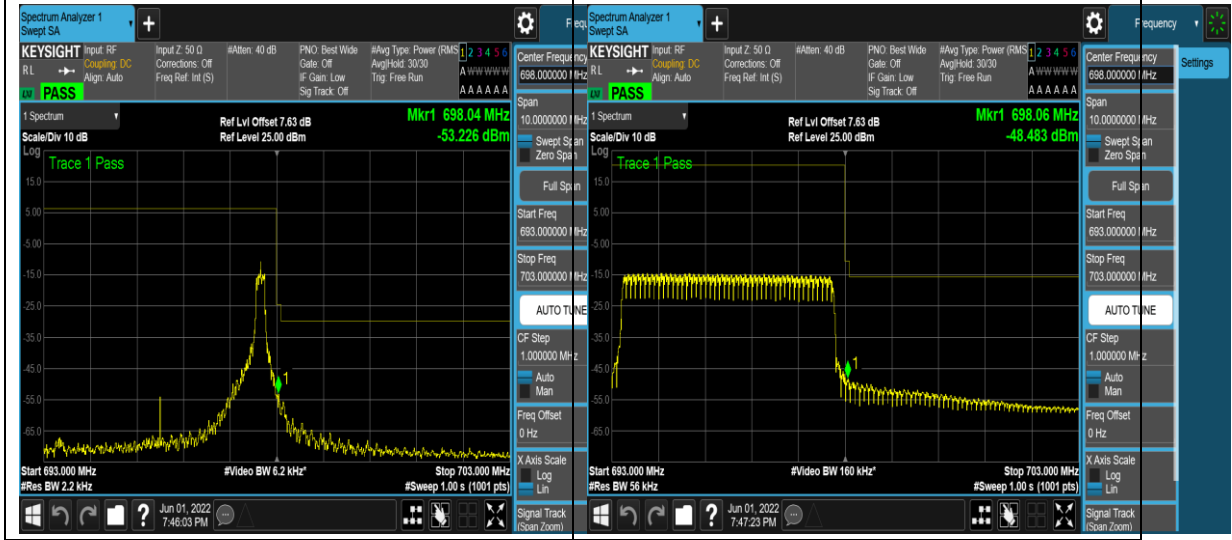 Spectrum Analyzer 1
Swept SA
+
Frequ
KEYSIGHT
RL
Input: RF
Coupling: DC
Align: Auto
Input Z: 50 Ω
Corrections: Off
Freq Ref: Int (S)
#Atten: 40 dB
PNO: Best Wide
Gate: Off
IF Gain: Low
Sig Track: Off
#Avg Type: Power (RMS
Avg|Hold: 30/30
Trig: Free Run
1 2 3 4 5 6
A W W W W W
A A A A A A
PASS
Center Frequency
698.000000 MHz
1 Spectrum
Scale/Div 10 dB
Ref Lvl Offset 7.63 dB
Ref Level 25.00 dBm
Mkr1 698.04 MHz
-53.226 dBm
Span
10.0000000 MHz
Swept Span
Zero Span
Log
Trace 1 Pass
15.0
5.00
-5.00
-15.0
-25.0
-35.0
-45.0
-55.0
-65.0
1
Full Span
Start Freq
693.000000 MHz
Stop Freq
703.000000 MHz
AUTO TUNE
CF Step
1.000000 MHz
Auto
Man
Freq Offset
0 Hz
X Axis Scale
Log
Lin
Signal Track
(Span Zoom)
Start 693.000 MHz
#Res BW 2.2 kHz
#Video BW 6.2 kHz*
Stop 703.000 MHz
#Sweep 1.00 s (1001 pts)
?
Jun 01, 2022
7:46:03 PM
Spectrum Analyzer 1
Swept SA
+
Frequency
Settings
KEYSIGHT
RL
Input: RF
Coupling: DC
Align: Auto
Input Z: 50 Ω
Corrections: Off
Freq Ref: Int (S)
#Atten: 40 dB
PNO: Best Wide
Gate: Off
IF Gain: Low
Sig Track: Off
#Avg Type: Power (RMS
Avg|Hold: 30/30
Trig: Free Run
1 2 3 4 5 6
A W W W W W
A A A A A A
PASS
Center Frequency
698.000000 MHz
1 Spectrum
Scale/Div 10 dB
Ref Lvl Offset 7.63 dB
Ref Level 25.00 dBm
Mkr1 698.06 MHz
-48.483 dBm
Span
10.0000000 MHz
Swept Span
Zero Span
Log
Trace 1 Pass
15.0
5.00
-5.00
-15.0
-25.0
-35.0
-45.0
-55.0
-65.0
1
Full Span
Start Freq
693.000000 MHz
Stop Freq
703.000000 MHz
AUTO TUNE
CF Step
1.000000 MHz
Auto
Man
Freq Offset
0 Hz
X Axis Scale
Log
Lin
Signal Track
(Span Zoom)
Start 693.000 MHz
#Res BW 56 kHz
#Video BW 160 kHz*
Stop 703.000 MHz
#Sweep 1.00 s (1001 pts)
?
Jun 01, 2022
7:47:23 PM